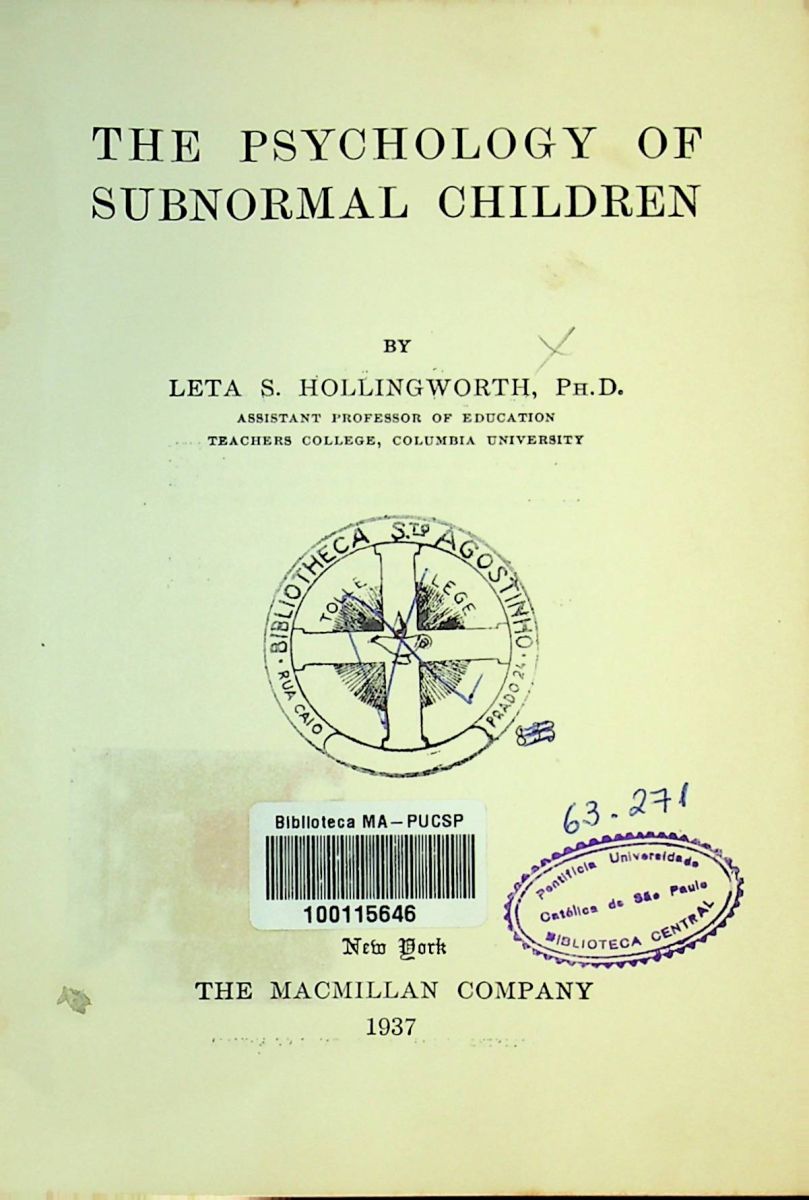 THE PSYCHOLOGY OF
SUBNORMAL CHILDREN
BY
LETA S. HOLLINGWORTH, PH.D.
ASSISTANT PROFESSOR OF EDUCATION
TEACHERS COLLEGE, COLUMBIA UNIVERSITY
BIBLIOTHECA STO AGOSTINHO
TOLLE LEGE
RUA CAIO PRADO 24
63.271
Biblioteca MA-PUCSP
100115646
Pontifícia Universidade
Católica de São Paulo
BIBLIOTECA CENTRAL
New York
THE MACMILLAN COMPANY
1937